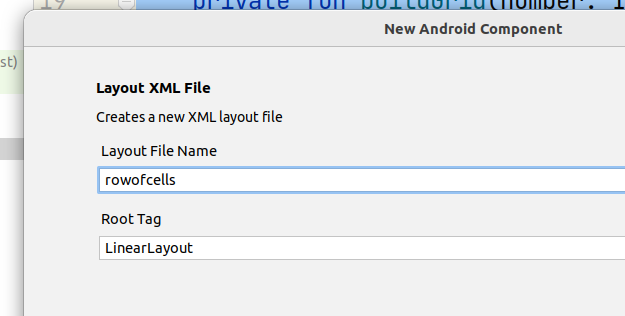 19 private fun buildGrid(number: I
New Android Component
st)
Layout XML File
Creates a new XML layout file
Layout File Name
rowofcells
Root Tag
LinearLayout